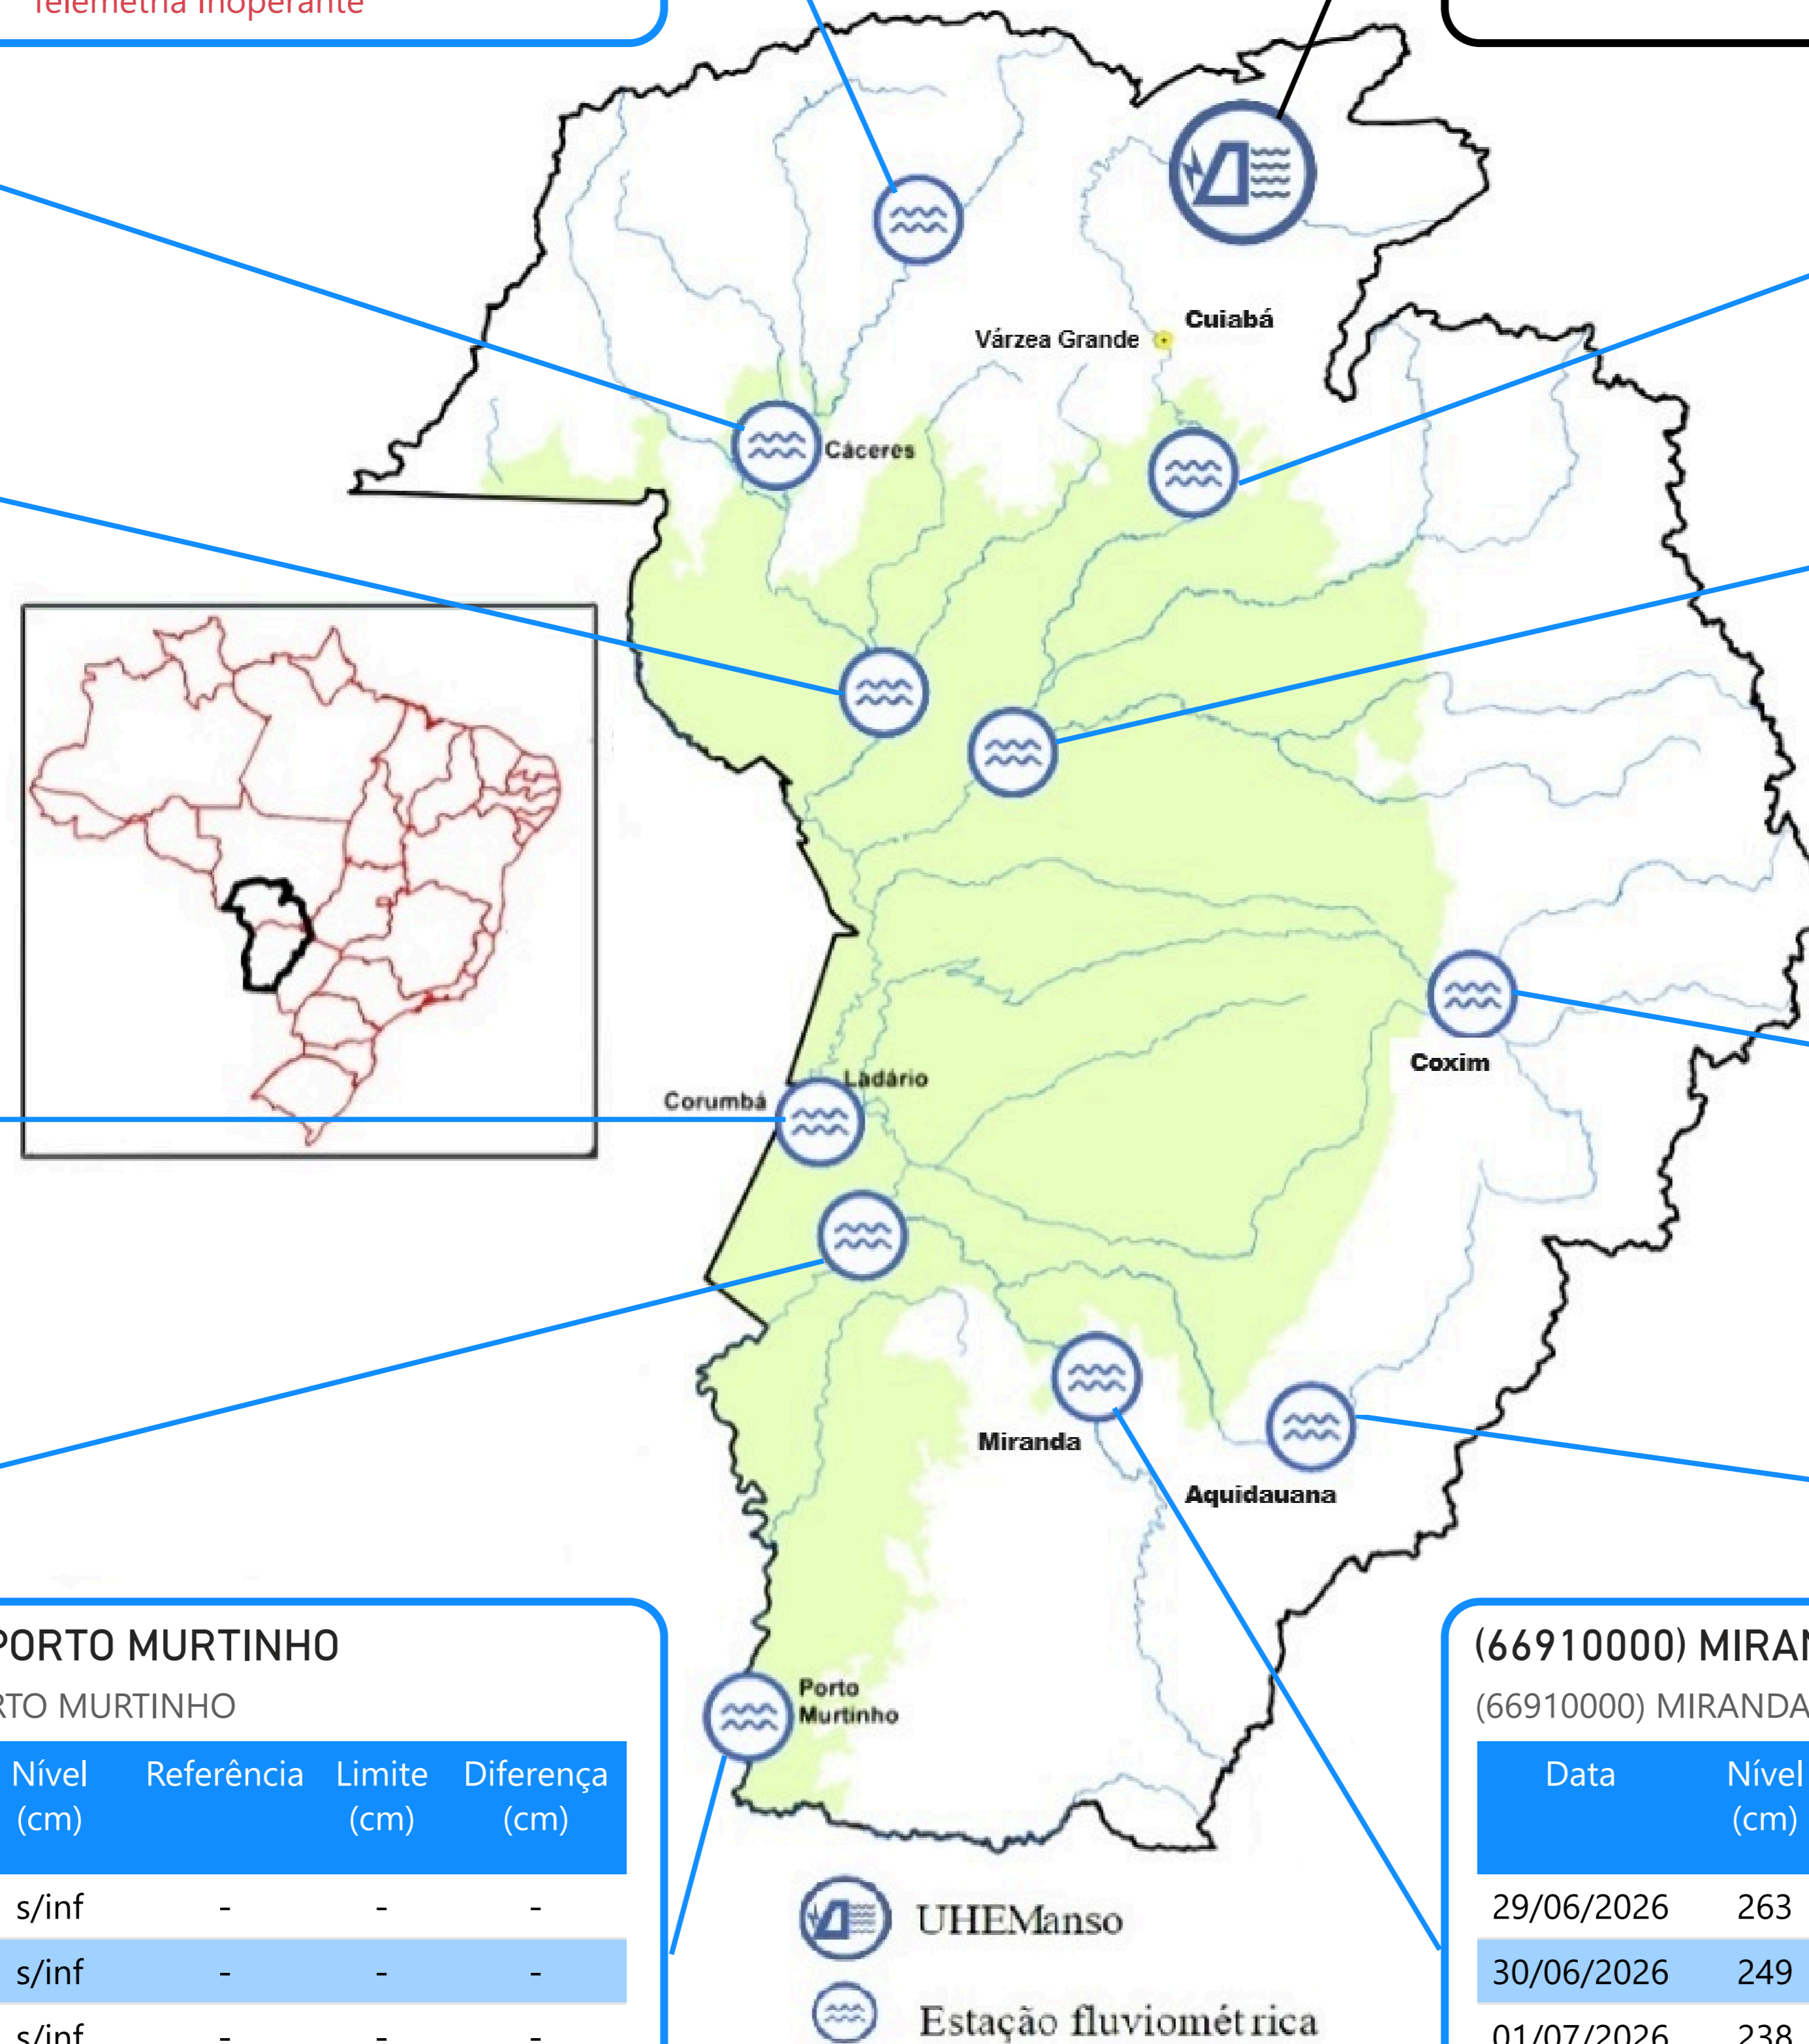 Telemetria Inoperante
Cuiabá
Várzea Grande
Cáceres
Coxim
Ladário
Corumbá
Miranda
Aquidauana
Porto
Murtinho
PORTO MURTINHO
RTO MURTINHO
Nível (cm) Referência Limite (cm) Diferença (cm)
s/inf - - -
s/inf - - -
s/inf - - -
UHEManso
Estação fluviométrica
(66910000) MIRAN
(66910000) MIRANDA
Data Nível (cm)
29/06/2026 263
30/06/2026 249
01/07/2026 238